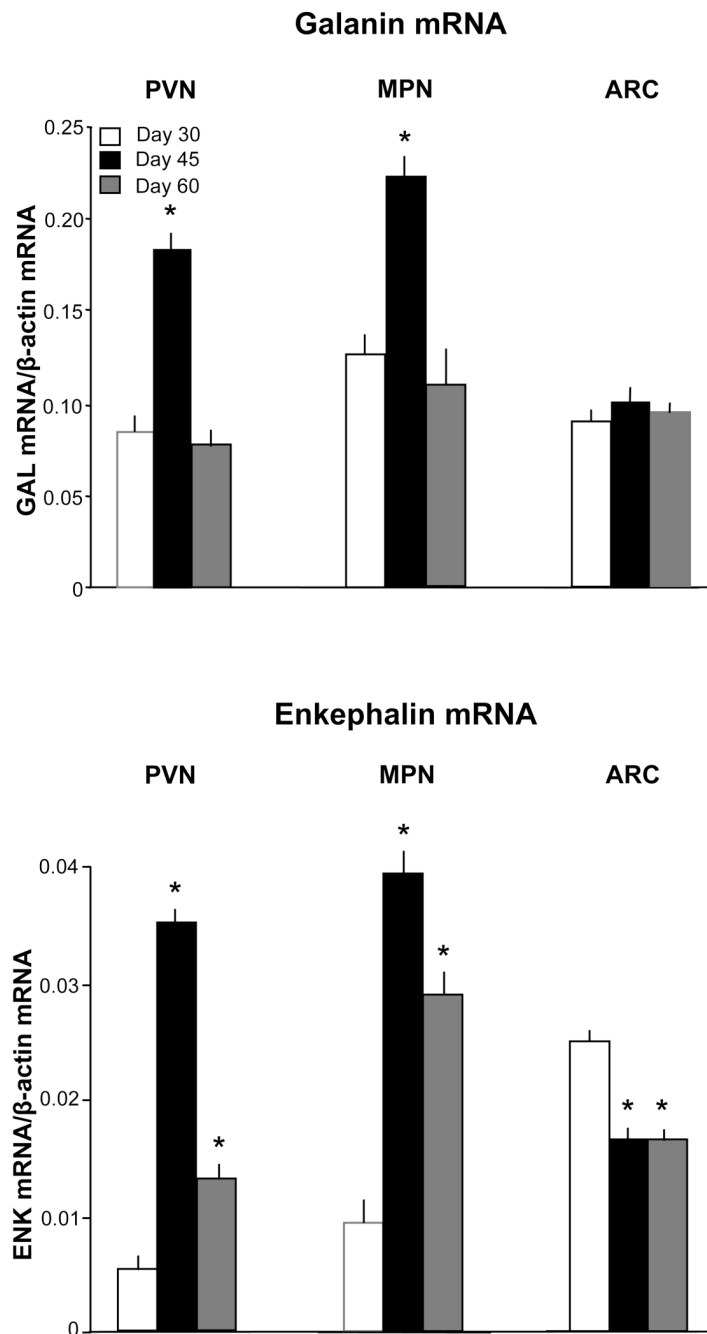 Galanin mRNA
PVN MPN ARC
GAL mRNA/β-actin mRNA
0.25
0.20
0.15
0.10
0.05
0
Day 30
Day 45
Day 60
* *
Enkephalin mRNA
PVN MPN ARC
ENK mRNA/β-actin mRNA
0.04
0.03
0.02
0.01
0
* * * * * *